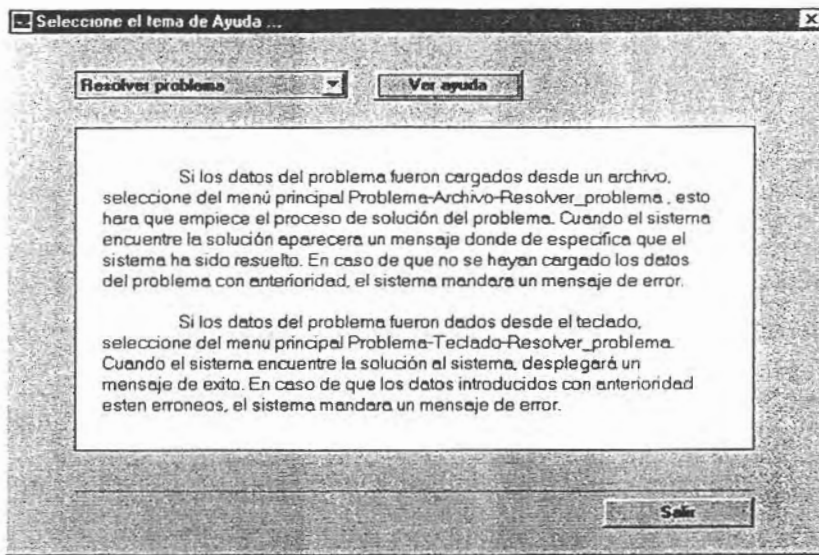 Seleccione el tema de Ayuda ...
Resolver problema
Ver ayuda
Si los datos del problema fueron cargados desde un archivo,
seleccione del menú principal Problema-Archivo-Resolver_problema , esto
hara que empiece el proceso de solución del problema. Cuando el sistema
encuentre la solución aparecera un mensaje donde de especifica que el
sistema ha sido resuelto. En caso de que no se hayan cargado los datos
del problema con anterioridad, el sistema mandara un mensaje de error.
Si los datos del problema fueron dados desde el teclado,
seleccione del menu principal Problema-Teclado-Resolver_problema.
Cuando el sistema encuentre la solución al sistema, desplegará un
mensaje de exito. En caso de que los datos introducidos con anterioridad
esten erroneos, el sistema mandara un mensaje de error.
Salir